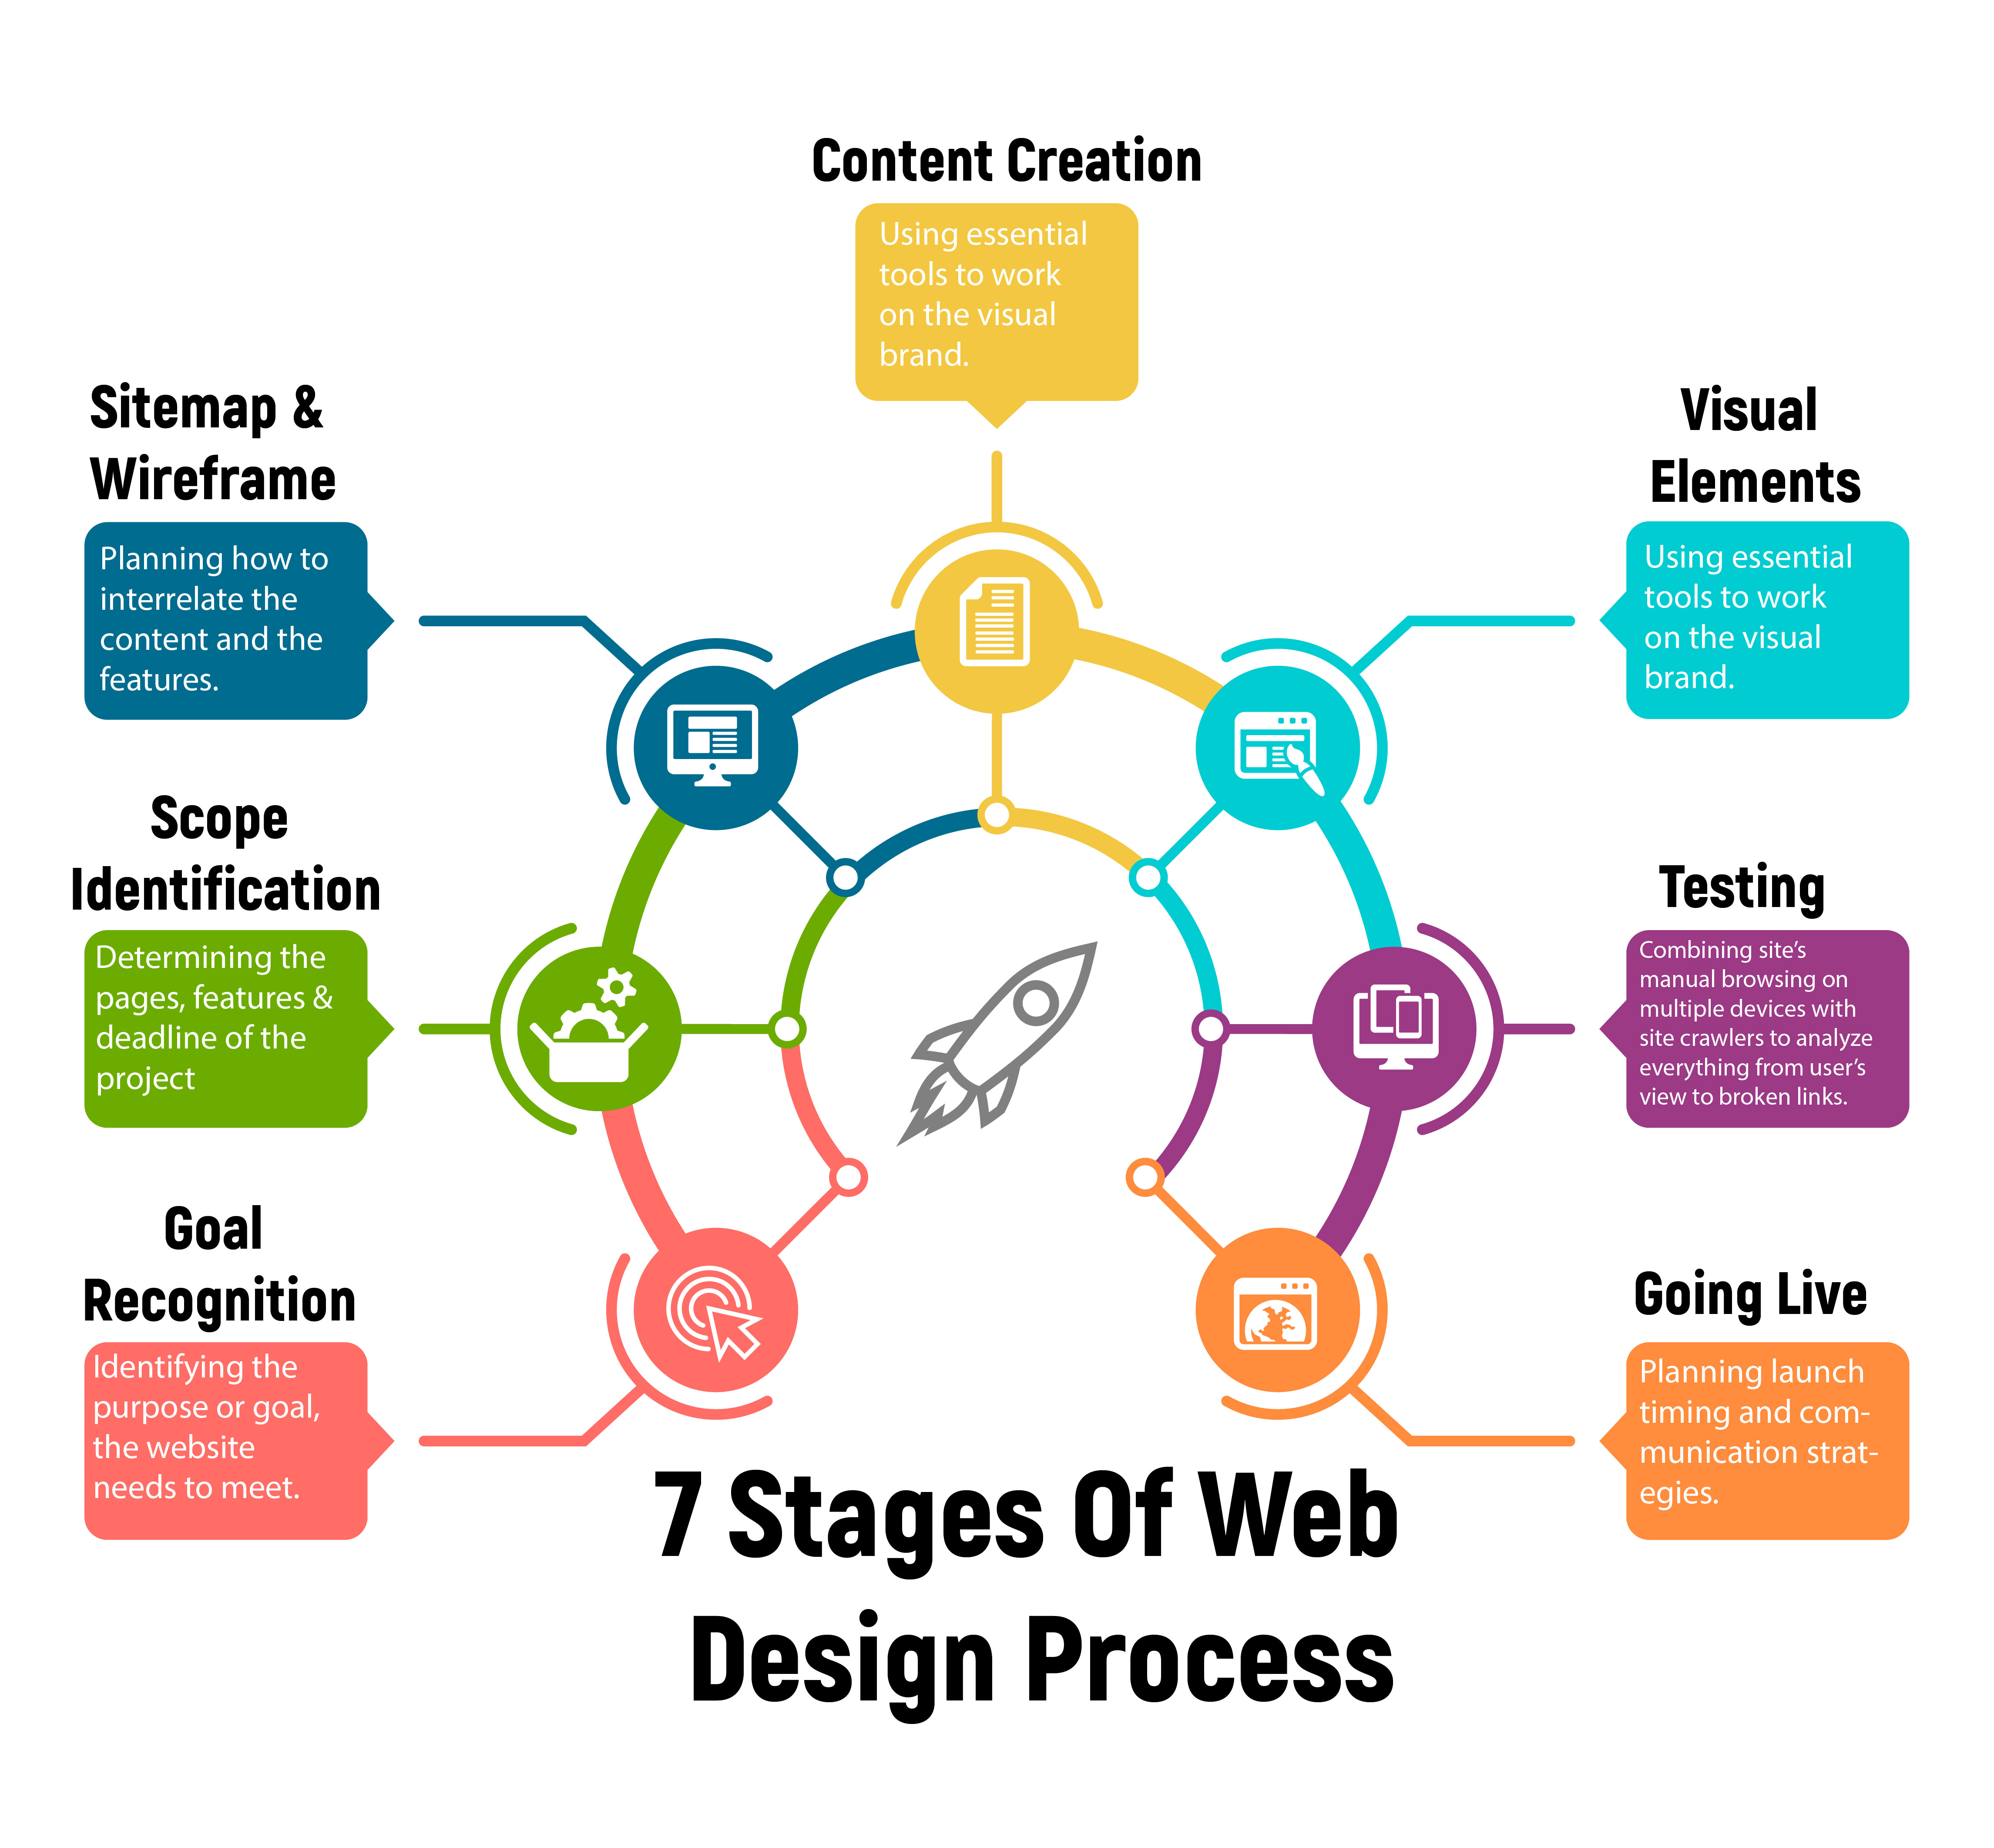 Content Creation
Using essential
tools to work
on the visual
brand.
Sitemap &
Wireframe
Planning how to
interrelate the
content and the
features.
Visual
Elements
Using essential
tools to work
on the visual
brand.
Scope
Identification
Determining the
pages, features &
deadline of the
project
Testing
Combining site's
manual browsing on
multiple devices with
site crawlers to analyze
everything from user's
view to broken links.
Goal
Recognition
Identifying the
purpose or goal,
the website
needs to meet.
Going Live
Planning launch
timing and com-
munication strat-
egies.
7 Stages Of Web
Design Process